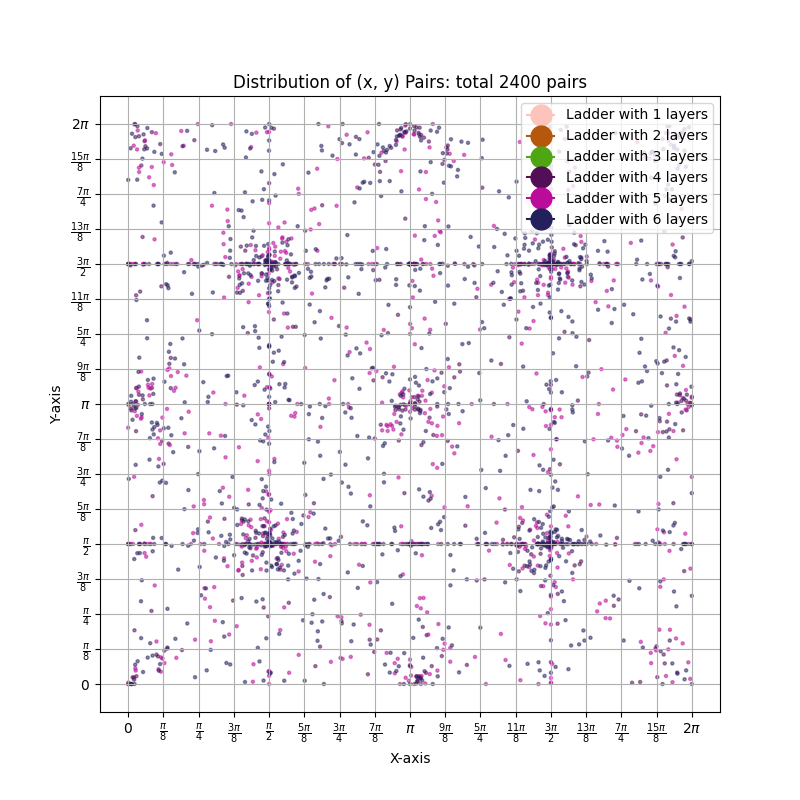 Distribution of (x, y) Pairs: total 2400 pairs
Ladder with 1 layers
Ladder with 2 layers
Ladder with 3 layers
Ladder with 4 layers
Ladder with 5 layers
Ladder with 6 layers
2π
15π/8
7π/4
13π/8
3π/2
11π/8
5π/4
9π/8
π
7π/8
3π/4
5π/8
π/2
3π/8
π/4
π/8
0
Y-axis
0 π/8 π/4 3π/8 π/2 5π/8 3π/4 7π/8 π 9π/8 5π/4 11π/8 3π/2 13π/8 7π/4 15π/8 2π
X-axis